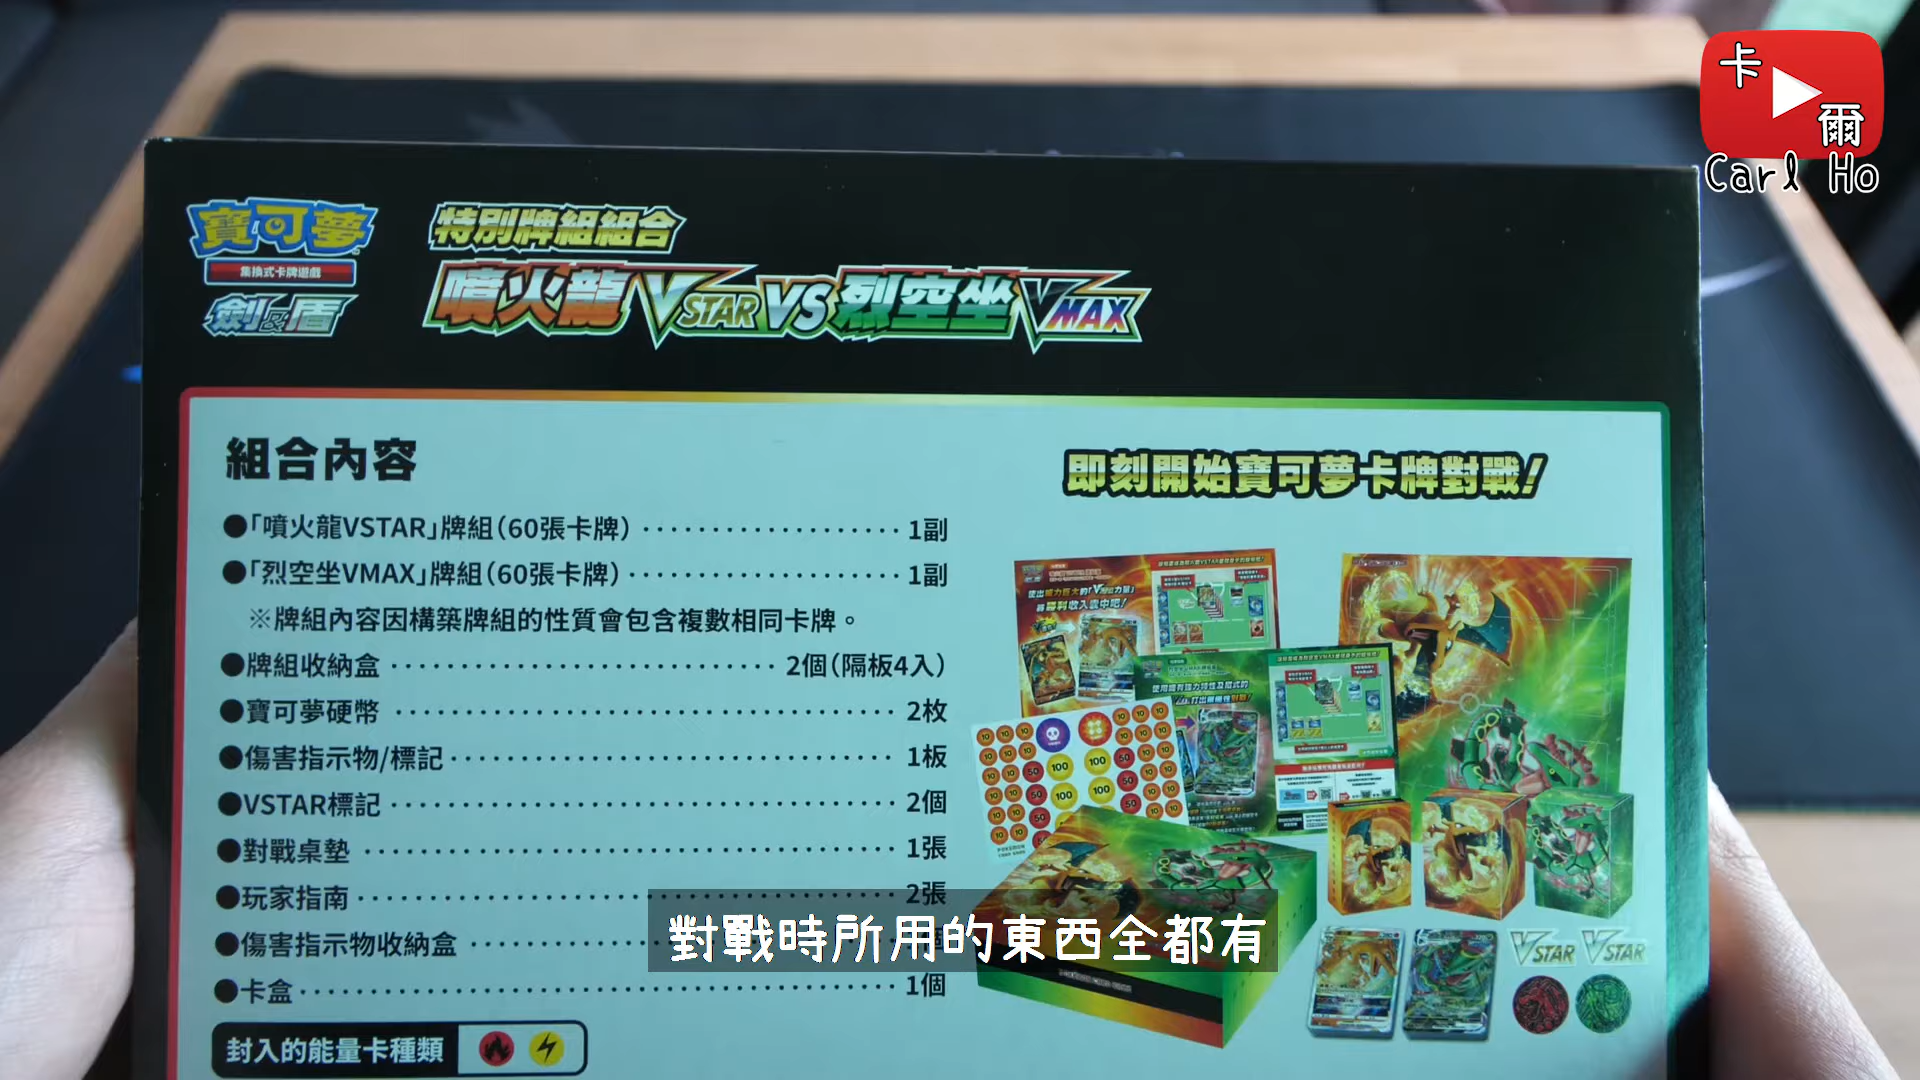 卡
爾
Carl Ho
寶可夢
集換式卡牌遊戲
劍&盾
特別牌組組合
噴火龍VSTAR VS 烈空坐VMAX
組合內容
●「噴火龍VSTAR」牌組(60張卡牌)········1副
●「烈空坐VMAX」牌組(60張卡牌)········1副
※牌組內容因構築牌組的性質會包含複數相同卡牌。
●牌組收納盒········2個(隔板4入)
●寶可夢硬幣········2枚
●傷害指示物/標記········1板
●VSTAR標記········2個
●對戰桌墊········1張
●玩家指南········2張
●傷害指示物收納盒········
●卡盒········1個
封入的能量卡種類
即刻開始寶可夢卡牌對戰!
VSTAR VSTAR
對戰時所用的東西全都有